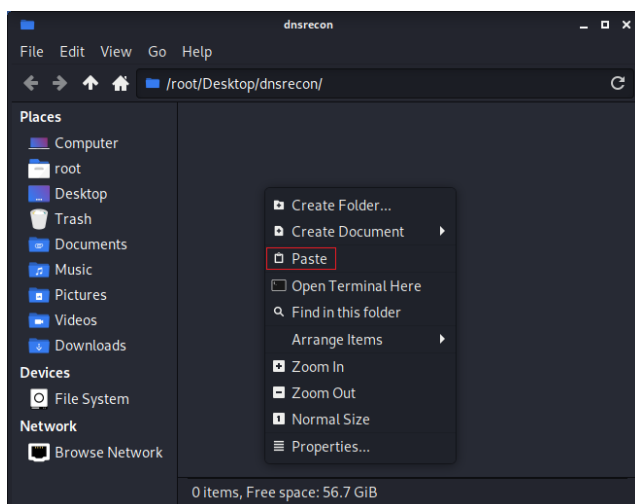 dnsrecon
File Edit View Go Help
/root/Desktop/dnsrecon/
Places
Computer
root
Desktop
Trash
Documents
Music
Pictures
Videos
Downloads
Devices
File System
Network
Browse Network
Create Folder...
Create Document
Paste
Open Terminal Here
Find in this folder
Arrange Items
Zoom In
Zoom Out
Normal Size
Properties...
0 items, Free space: 56.7 GiB